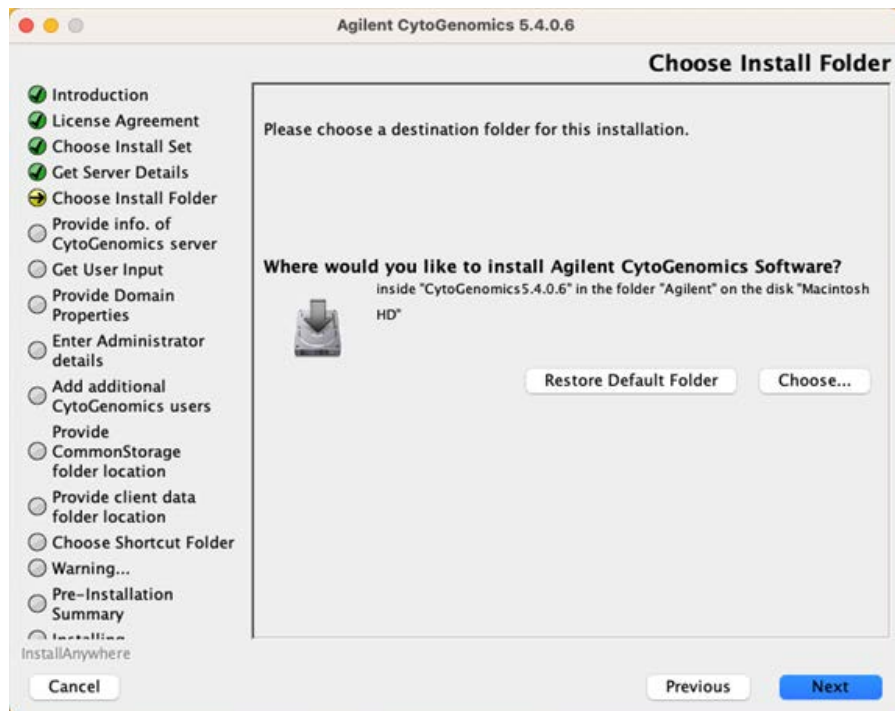 Agilent CytoGenomics 5.4.0.6
Choose Install Folder
Introduction
License Agreement
Choose Install Set
Get Server Details
Choose Install Folder
Provide info. of
CytoGenomics server
Get User Input
Provide Domain
Properties
Enter Administrator
details
Add additional
CytoGenomics users
Provide
CommonStorage
folder location
Provide client data
folder location
Choose Shortcut Folder
Warning...
Pre-Installation
Summary
Installing
Please choose a destination folder for this installation.
Where would you like to install Agilent CytoGenomics Software?
inside "CytoGenomics5.4.0.6" in the folder "Agilent" on the disk "Macintosh
HD"
Restore Default Folder
Choose...
InstallAnywhere
Cancel
Previous
Next